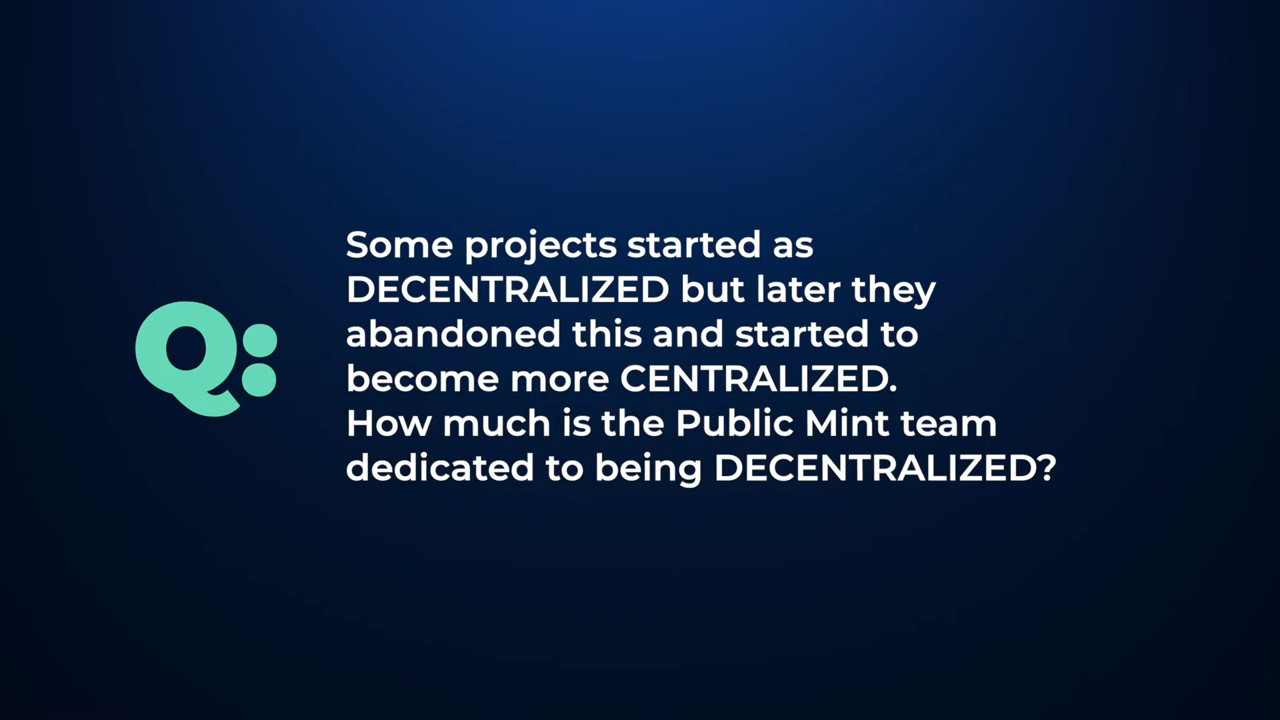 Q:
Some projects started as
DECENTRALIZED but later they
abandoned this and started to
become more CENTRALIZED.
How much is the Public Mint team
dedicated to being DECENTRALIZED?